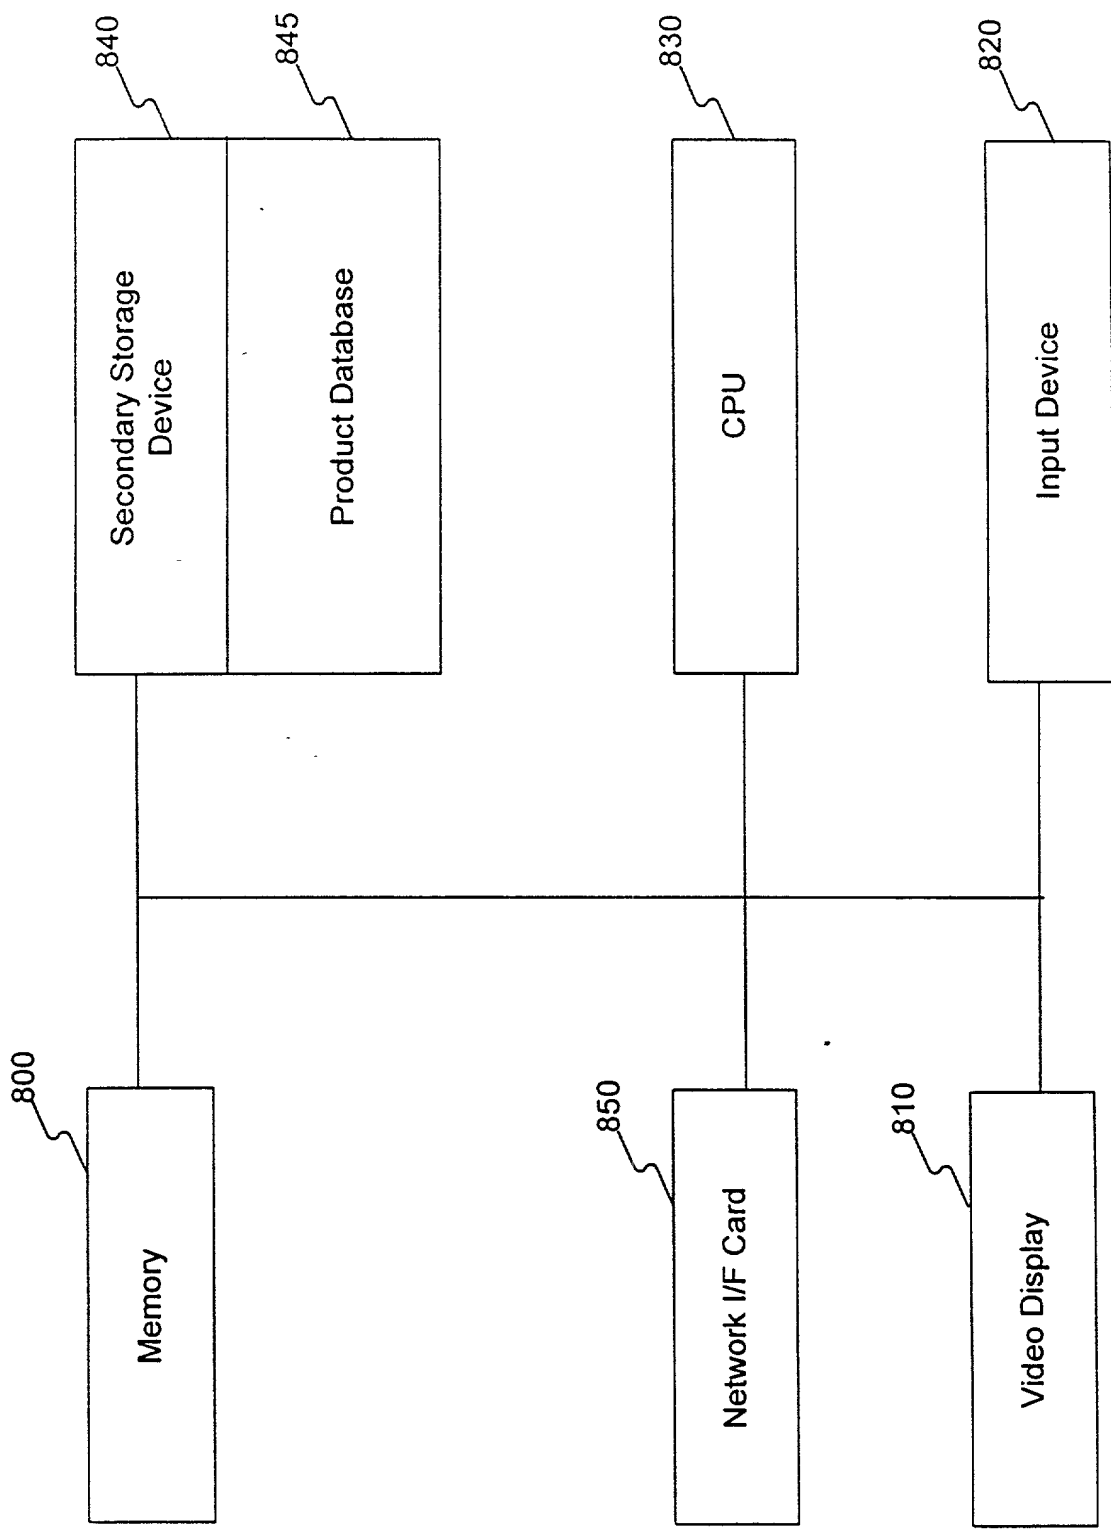 800
Memory
840
Secondary Storage
Device
845
Product Database
850
Network I/F Card
830
CPU
810
Video Display
820
Input Device